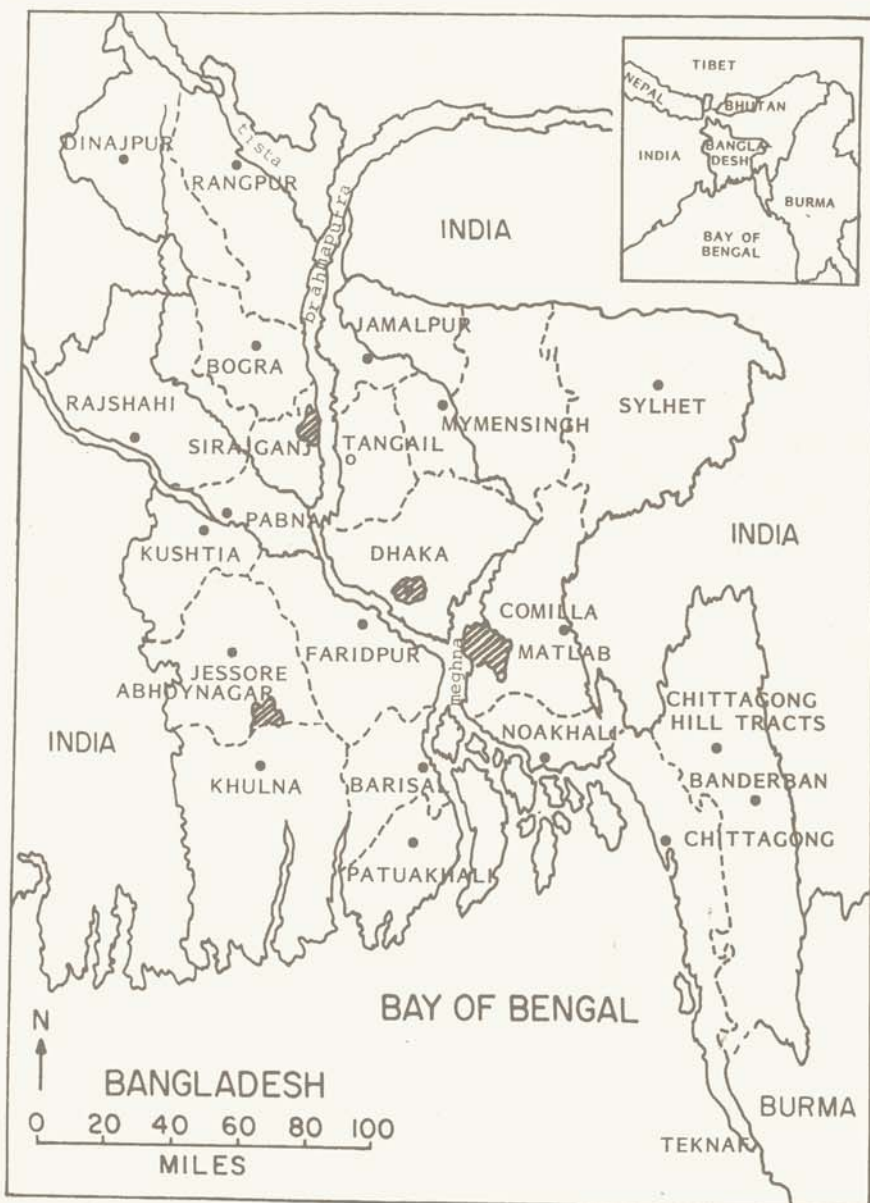 TIBET
NEPAL
BHUTAN
BANGLA
DESH
INDIA
BURMA
BAY OF
BENGAL
tista
DINAJPUR
RANGPUR
brahmaputra
INDIA
JAMALPUR
BOGRA
RAJSHAHI
MYMENSINGH
SYLHET
SIRAJGANJ
TANGAIL
PABNA
KUSHTIA
DHAKA
INDIA
COMILLA
MATLAB
meghna
FARIDPUR
JESSORE
ABHOYNAGAR
CHITTAGONG
HILL TRACTS
NOAKHALI
INDIA
KHULNA
BARISAL
BANDERBAN
CHITTAGONG
PATUAKHALI
BAY OF BENGAL
N
BANGLADESH
0 20 40 60 80 100
MILES
BURMA
TEKNAF